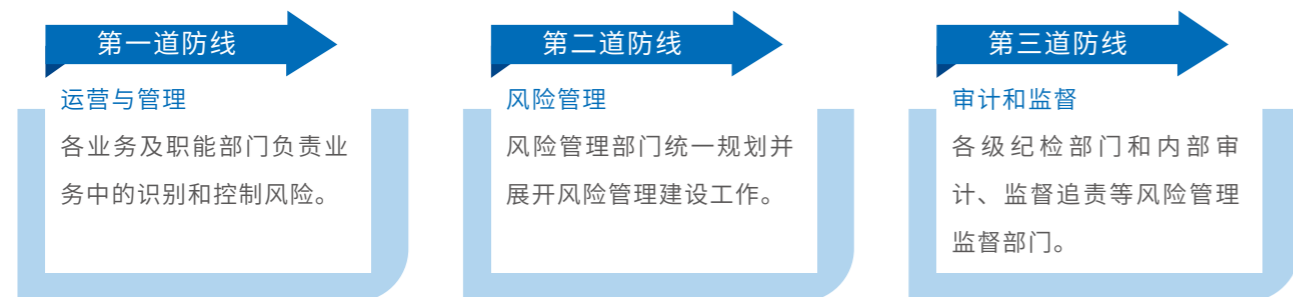 第一道防线
运营与管理
各业务及职能部门负责业
务中的识别和控制风险。
第二道防线
风险管理
风险管理部门统一规划并
展开风险管理建设工作。
第三道防线
审计和监督
各级纪检部门和内部审
计、监督追责等风险管理
监督部门。